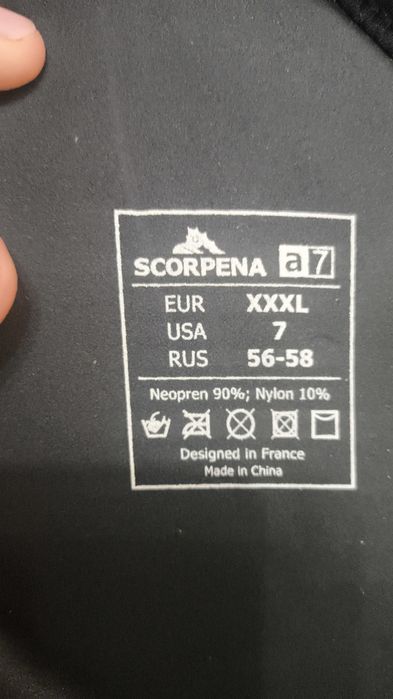 SCORPENA a7
EUR XXXL
USA 7
RUS 56-58
Neopren 90%; Nylon 10%
Designed in France
Made in China